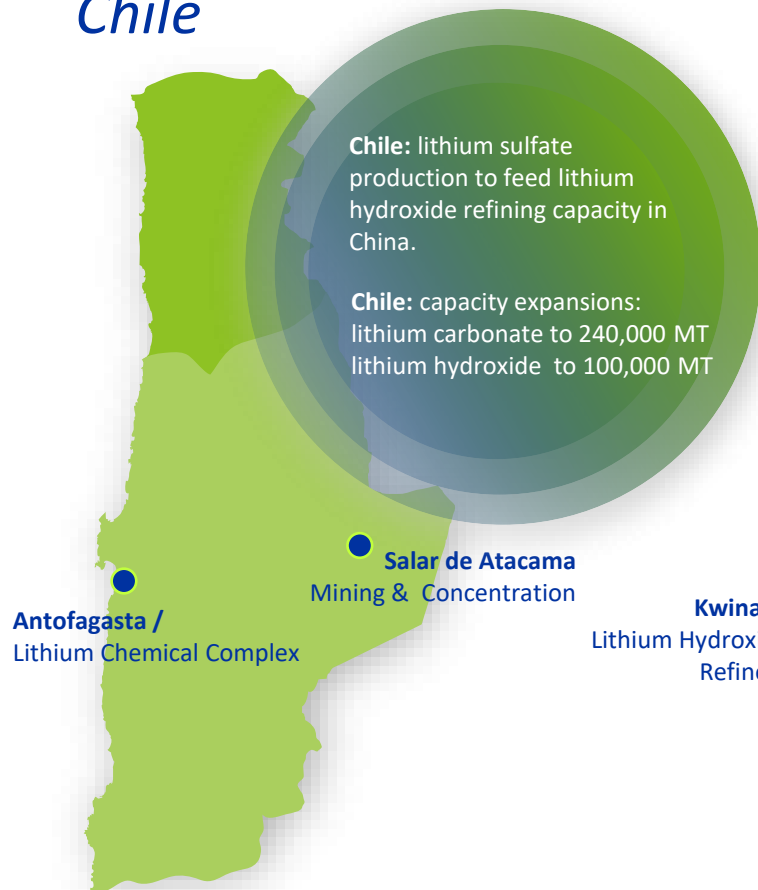 Chile
Chile: lithium sulfate
production to feed lithium
hydroxide refining capacity in
China.
Chile: capacity expansions:
lithium carbonate to 240,000 MT
lithium hydroxide to 100,000 MT
Salar de Atacama
Mining & Concentration
Antofagasta /
Lithium Chemical Complex
Lithium